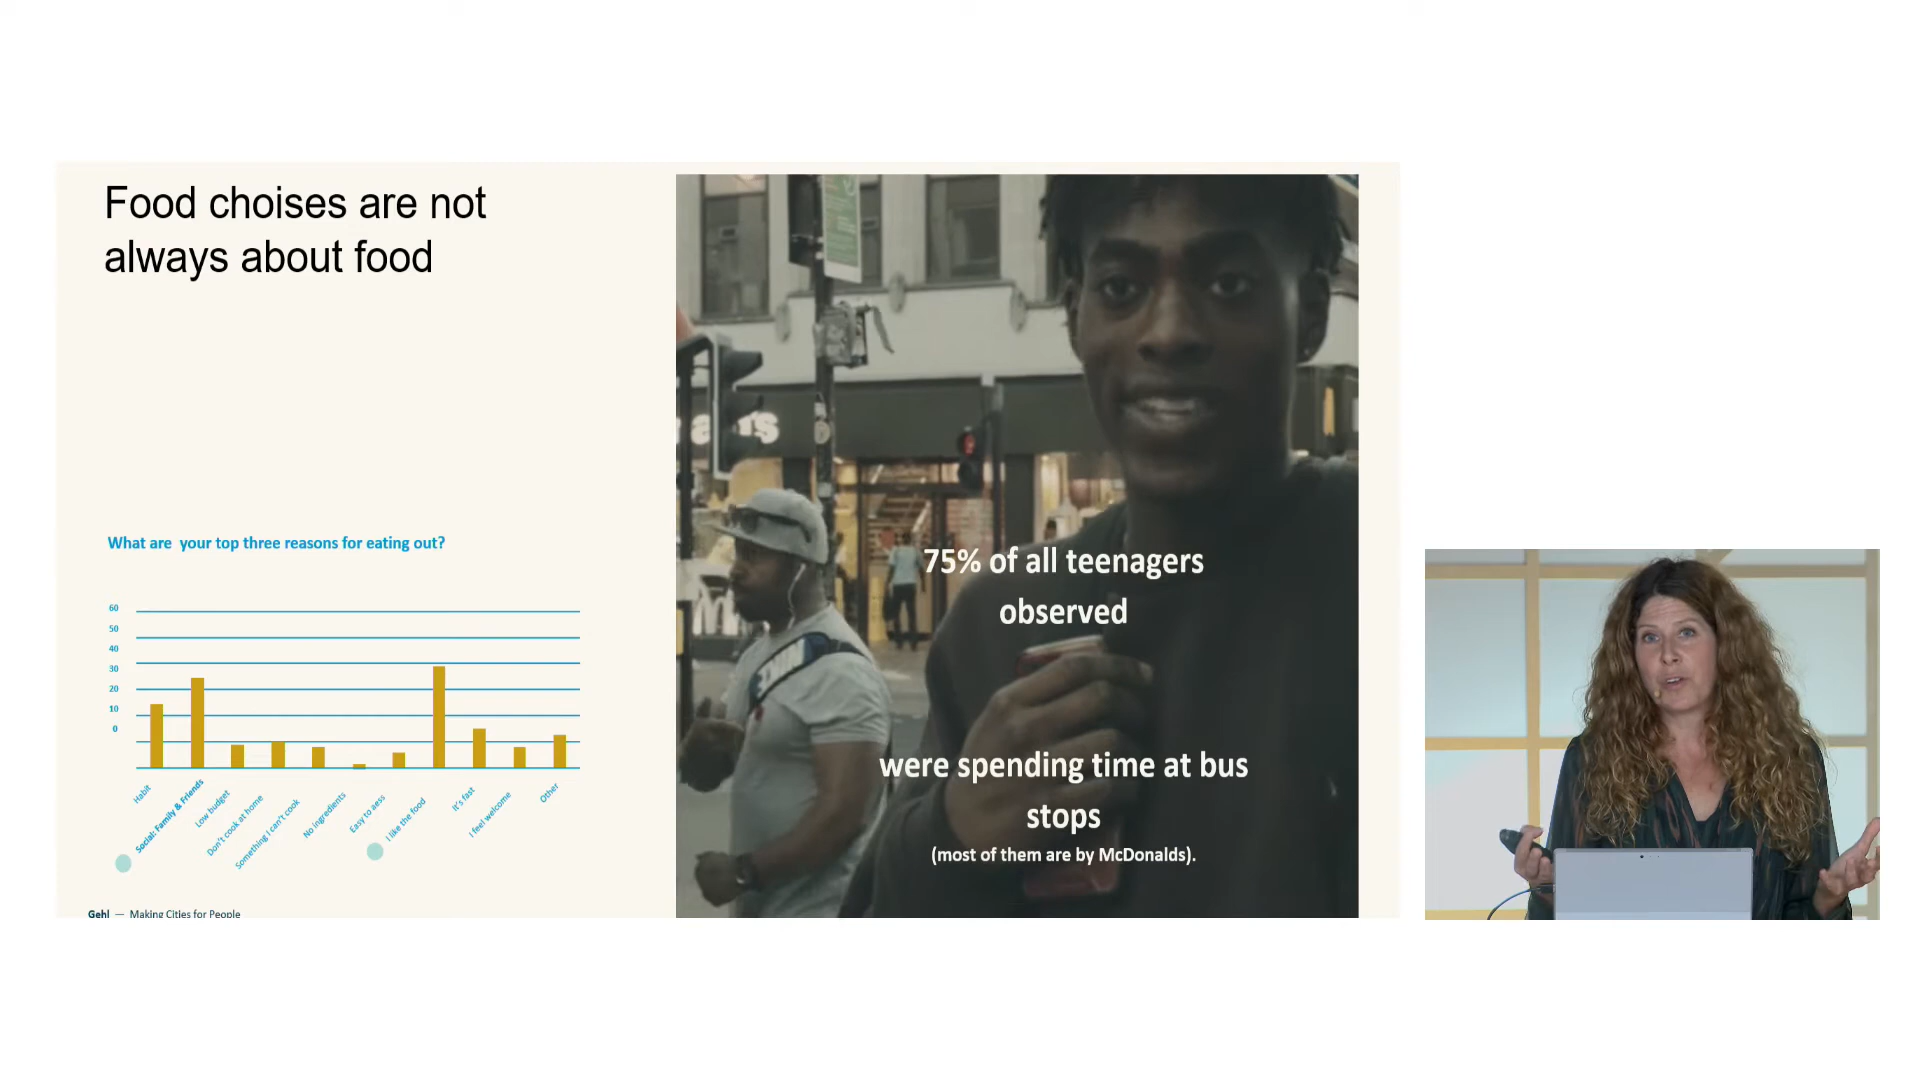 Food choises are not
always about food
What are  your top three reasons for eating out?
60
50
40
30
20
10
0
Habit
Social: Family & Friends
Low budget
Don't cook at home
Something I can't cook
No ingredients
Easy to aess
I like the food
It's fast
I feel welcome
Other
Gehl — Making Cities for People
75% of all teenagers
observed
were spending time at bus
stops
(most of them are by McDonalds).